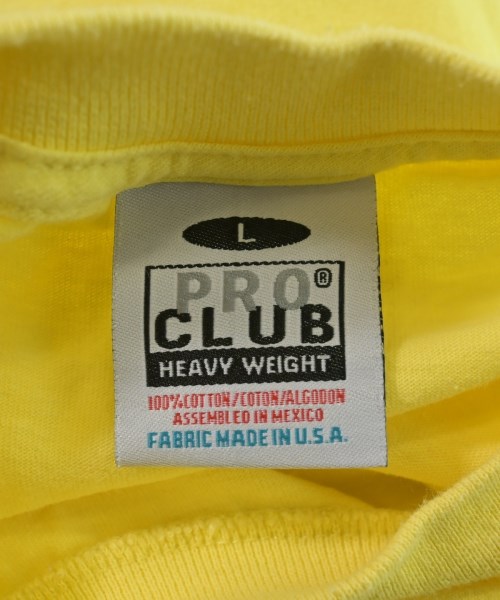 L
PRO®
CLUB
HEAVY WEIGHT
100%COTTON/COTON/ALGODON
ASSEMBLED IN MEXICO
FABRIC MADE IN U.S.A.